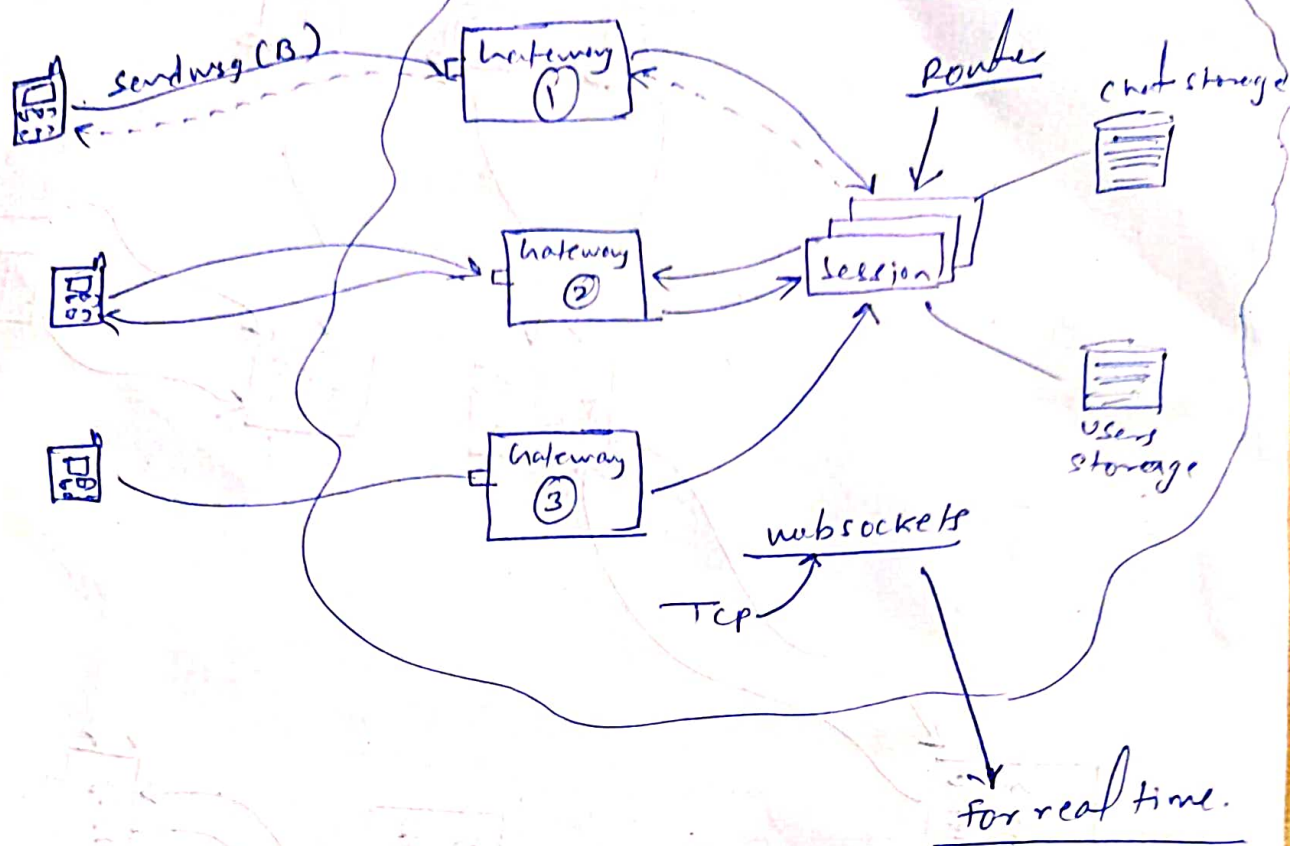 sendmsg (B)
Gateway
1
Router
Chat storage
Gateway
2
Session
Gateway
3
Users
storage
websockets
Tcp
for real time.